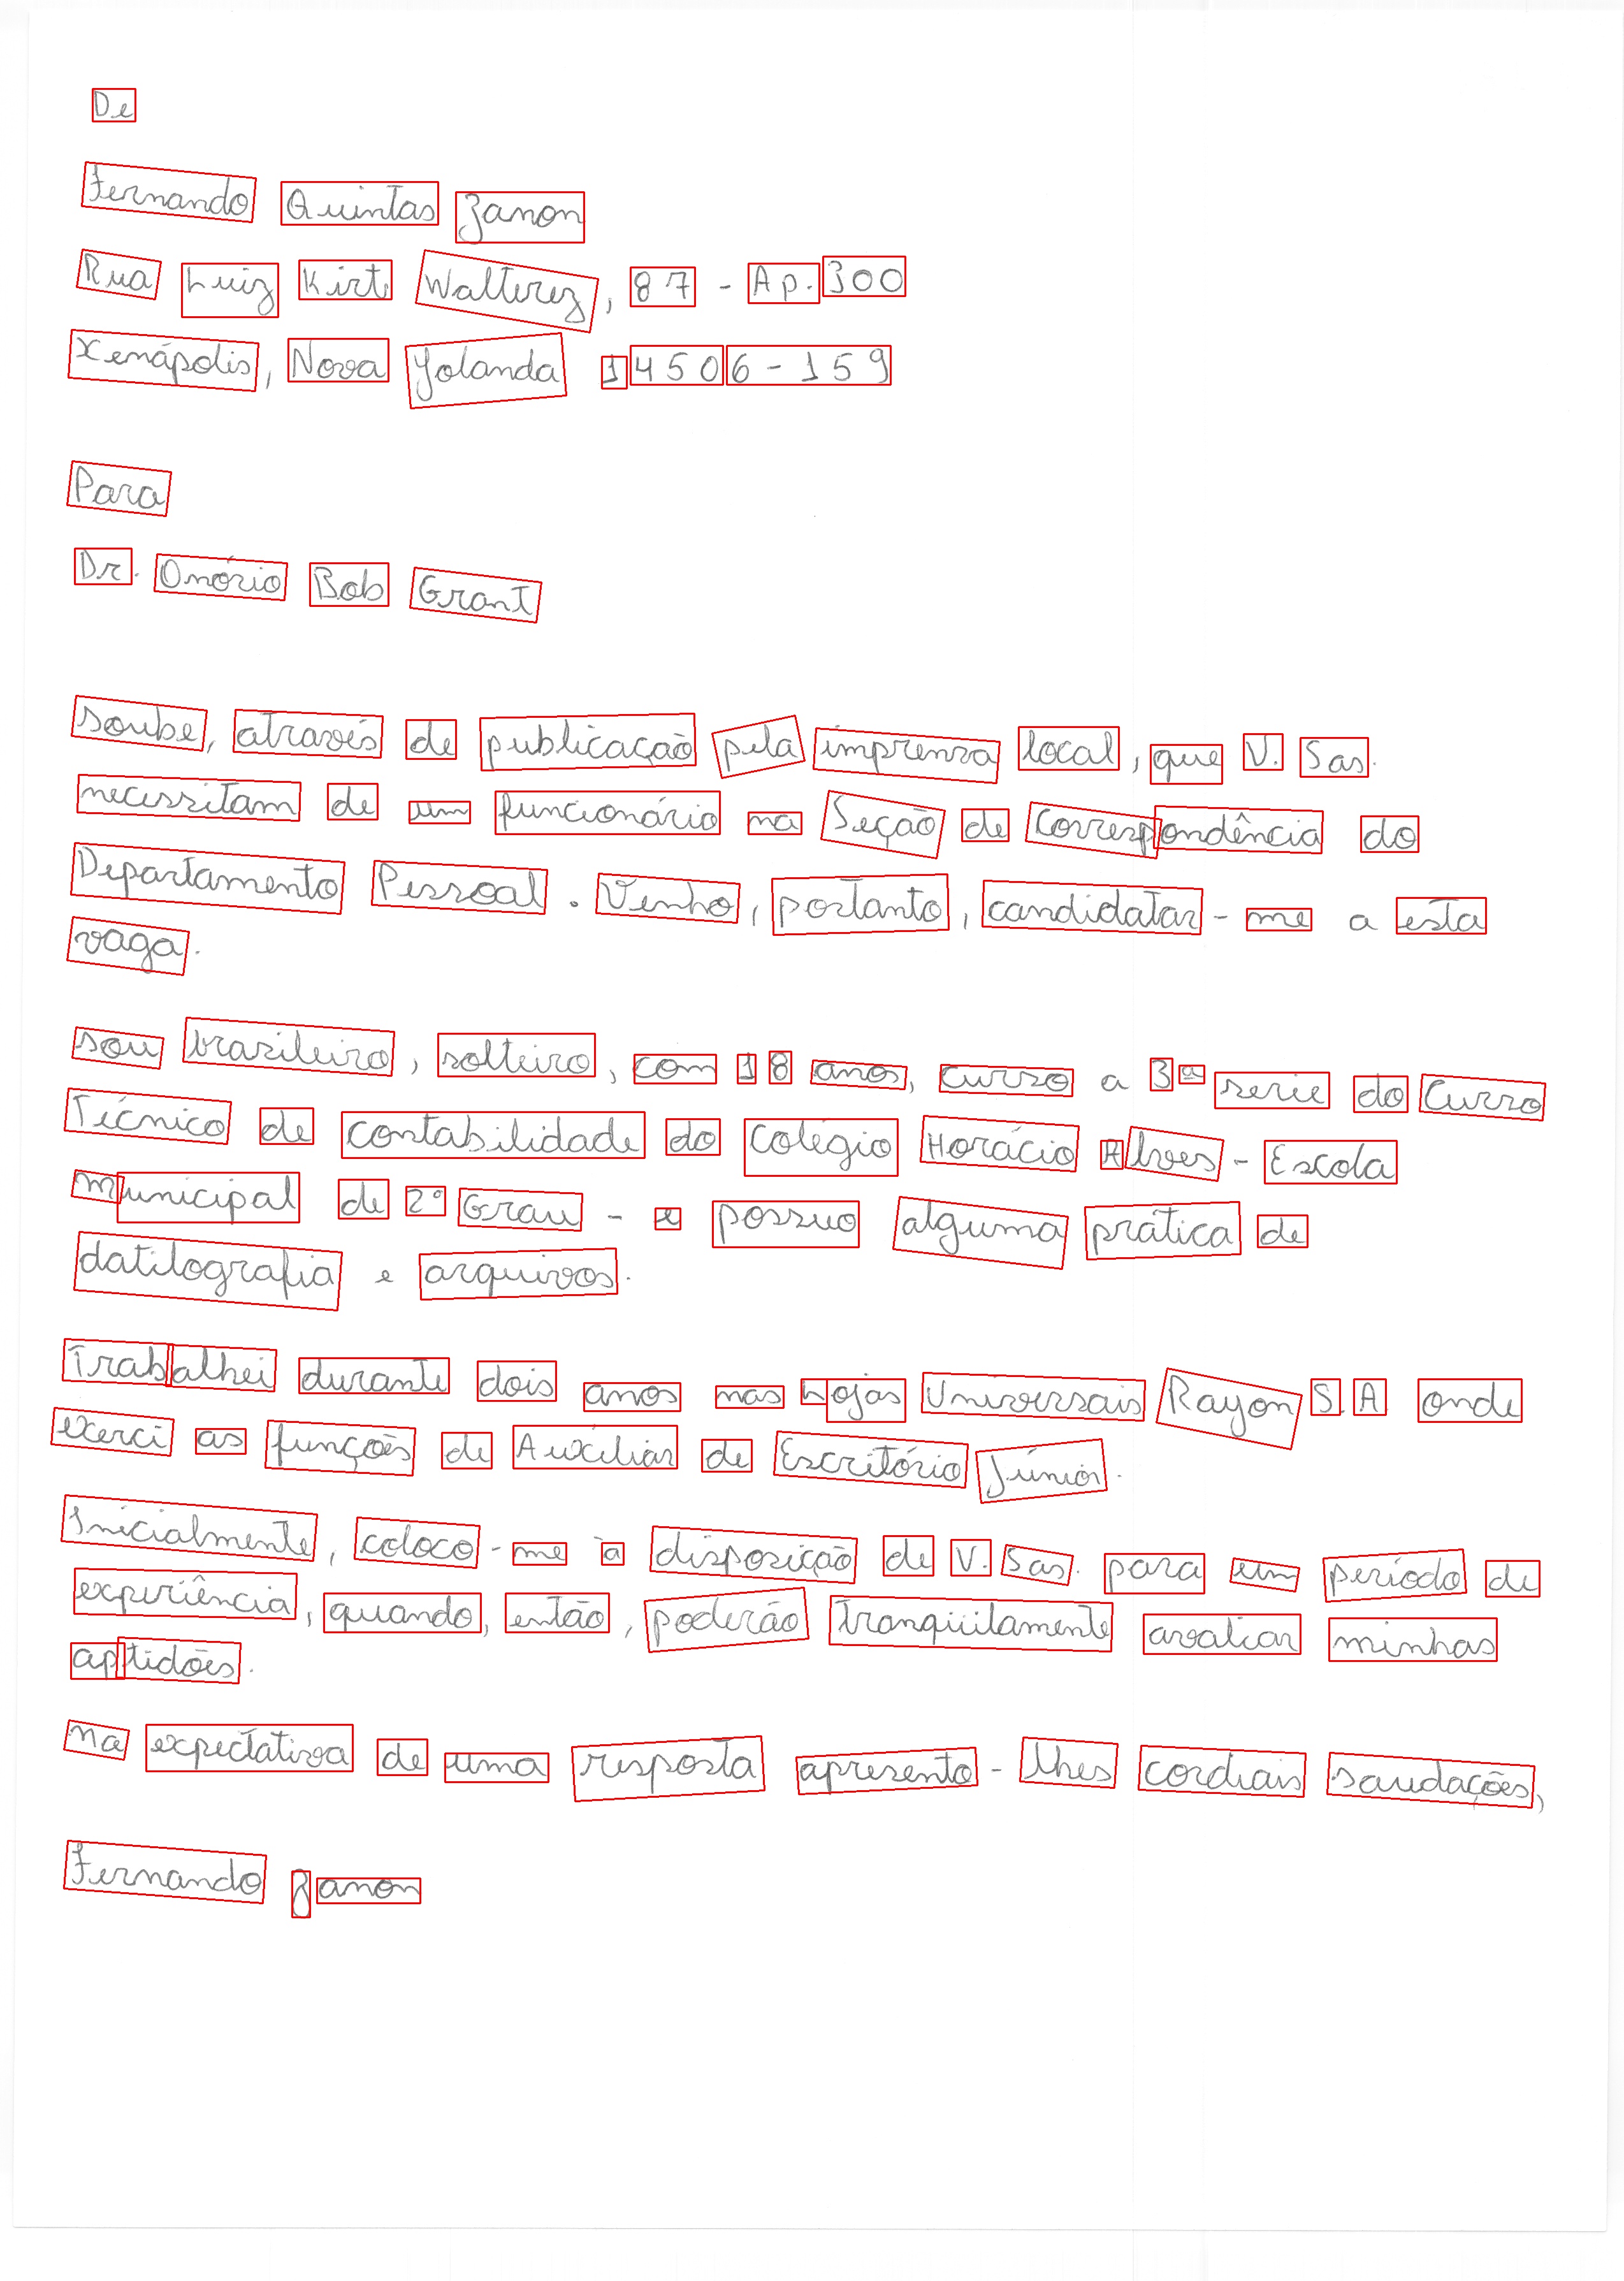 De
Fernando Quintas Zanon
Rua Luiz Kirt Walterez, 87 - Ap. 300
Xenápolis, Nova Yolanda 14506-159
Para
Dr. Onório Bob Grant
Soube, através de publicação pela imprensa local, que V. Sas.
necessitam de um funcionário na Seção de Correspondência do
Departamento Pessoal. Venho, portanto, candidatar-me a esta
vaga.
Sou brasileiro, solteiro, com 18 anos, curso a 3ª serie do Curso
Técnico de contabilidade do colégio Horácio Alves - Escola
Municipal de 2º Grau - e possuo alguma prática de
datilografia e arquivos.
Trabalhei durante dois anos nas Lojas Universais Rayon S.A onde
exerci as funções de Auxiliar de Escritório Júnior.
Inicialmente, coloco-me à disposição de V. Sas. para um período de
experiência, quando, então, poderão tranqüilamente avaliar minhas
aptidões.
Na expectativa de uma resposta apresento-lhes cordiais saudações,
Fernando Zanon